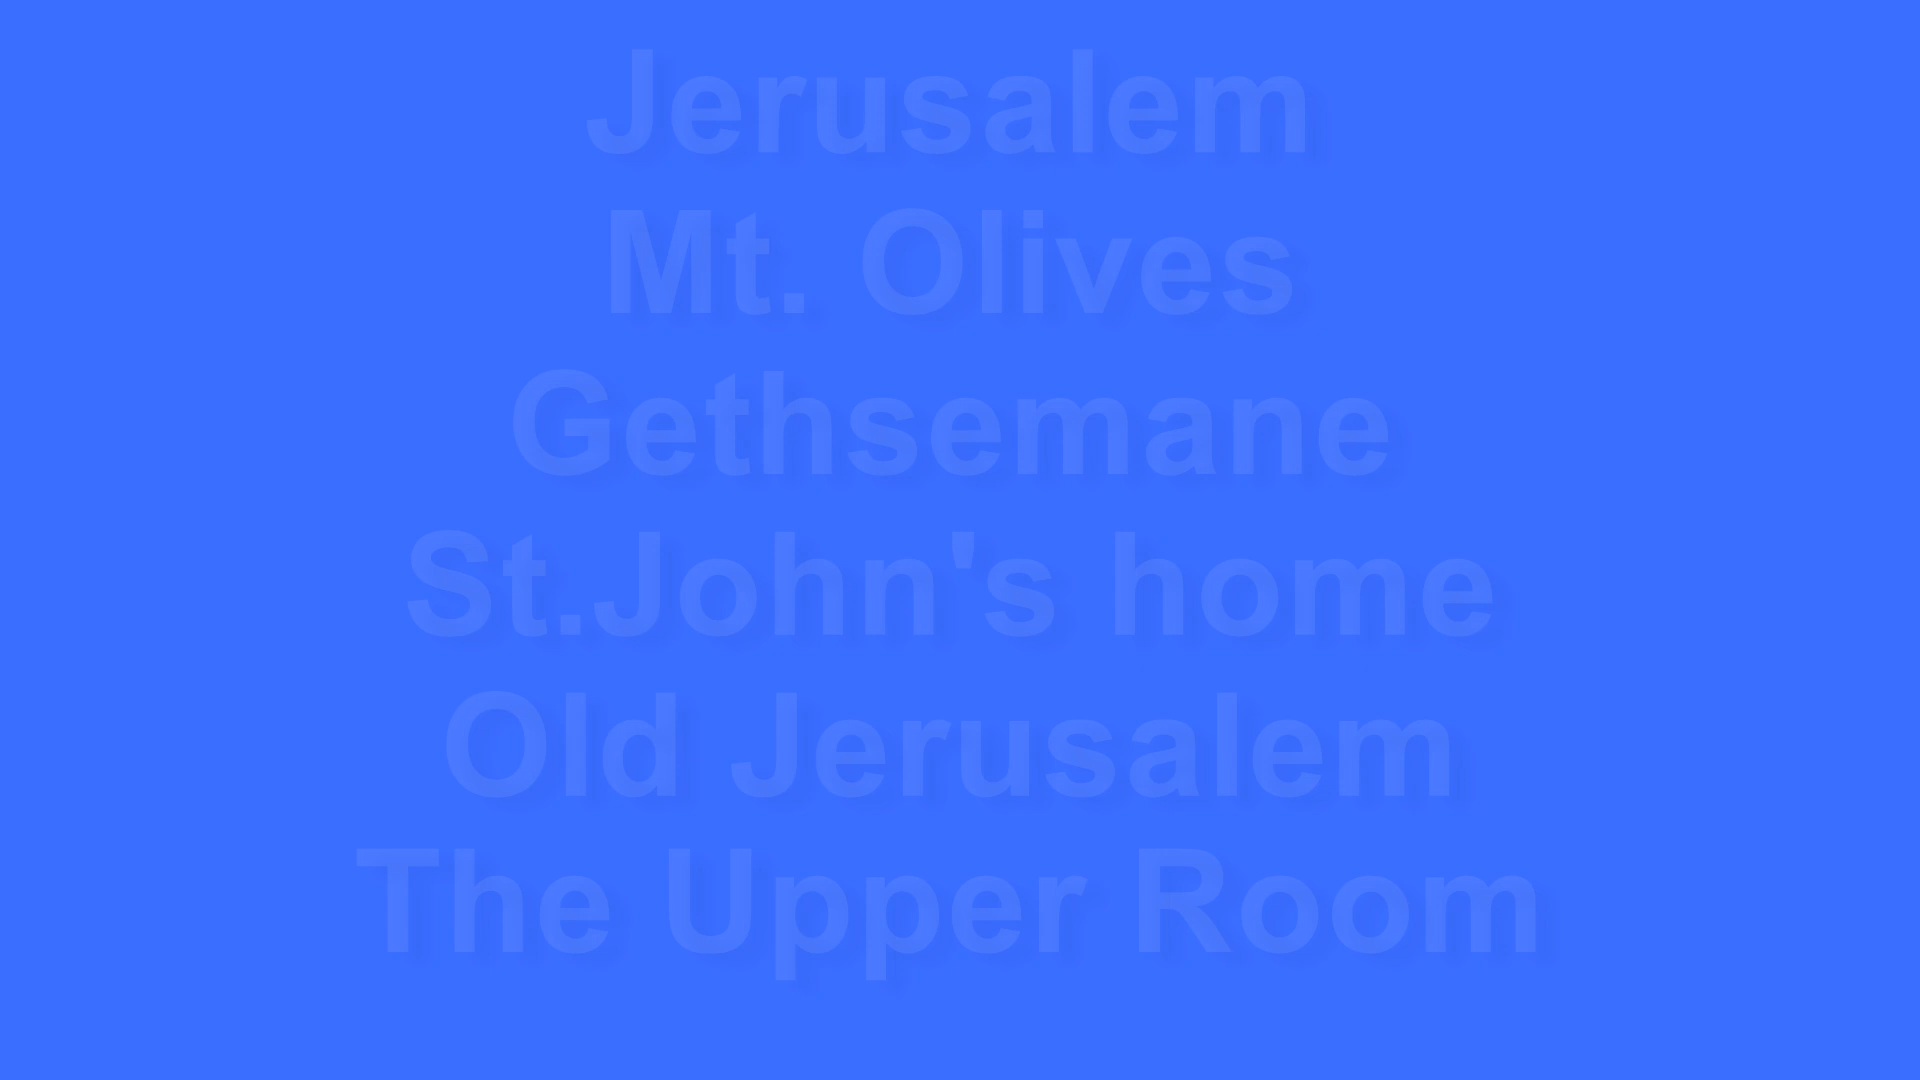 Jerusalem
Mt. Olives
Gethsemane
St.John's home
Old Jerusalem
The Upper Room